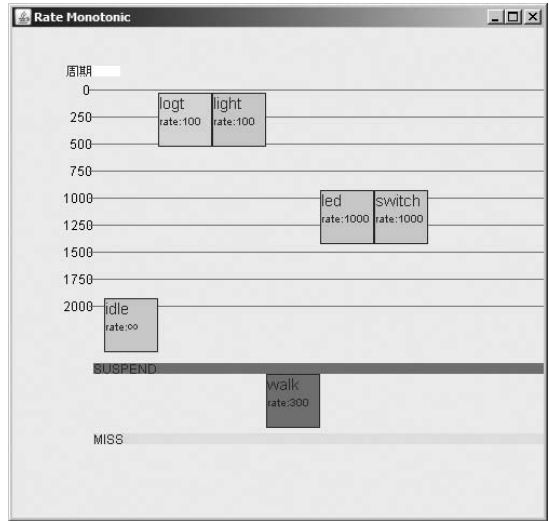 Rate Monotonic
周期
0
logt light
rate:100 rate:100
250
500
750
1000
led switch
rate:1000 rate:1000
1250
1500
1750
2000
idle
rate:∞
SUSPEND
walk
rate:300
MISS